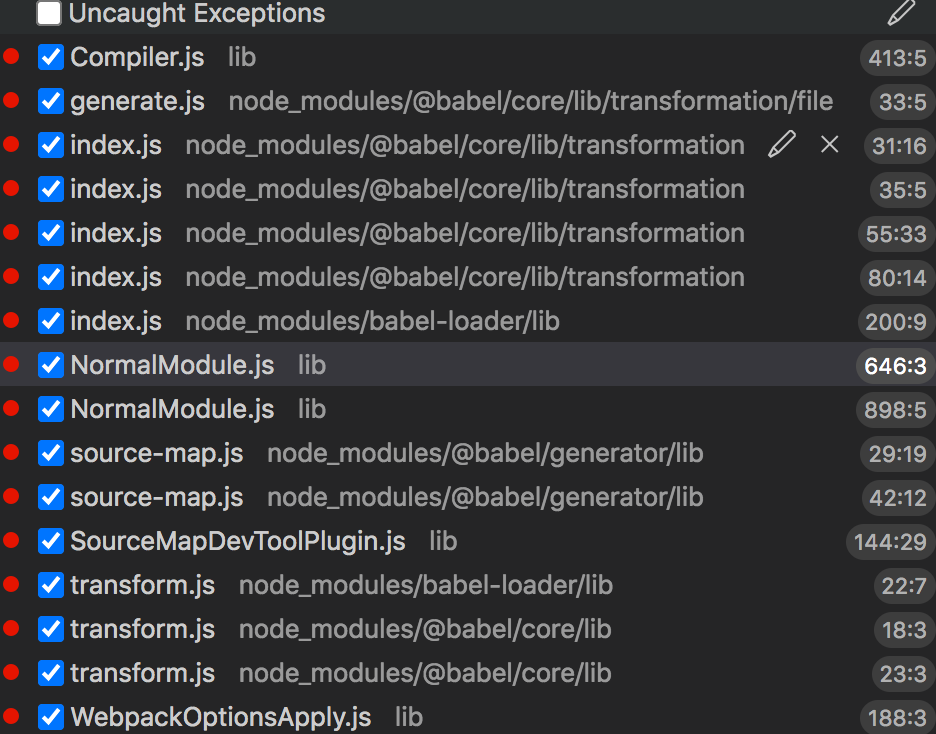 Uncaught Exceptions
Compiler.js lib 413:5
generate.js node_modules/@babel/core/lib/transformation/file 33:5
index.js node_modules/@babel/core/lib/transformation 31:16
index.js node_modules/@babel/core/lib/transformation 35:5
index.js node_modules/@babel/core/lib/transformation 55:33
index.js node_modules/@babel/core/lib/transformation 80:14
index.js node_modules/babel-loader/lib 200:9
NormalModule.js lib 646:3
NormalModule.js lib 898:5
source-map.js node_modules/@babel/generator/lib 29:19
source-map.js node_modules/@babel/generator/lib 42:12
SourceMapDevToolPlugin.js lib 144:29
transform.js node_modules/babel-loader/lib 22:7
transform.js node_modules/@babel/core/lib 18:3
transform.js node_modules/@babel/core/lib 23:3
WebpackOptionsApply.js lib 188:3